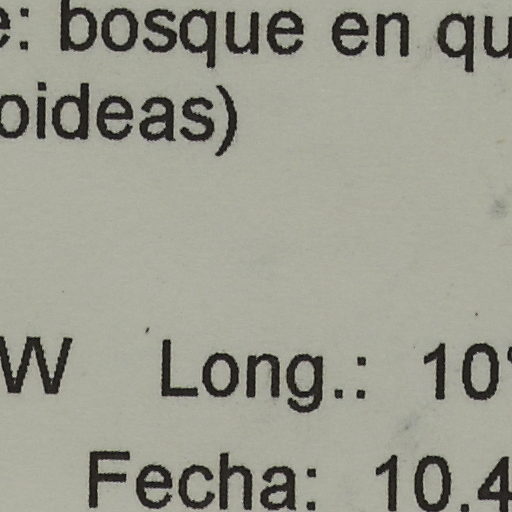 e: bosque en qu
oideas)
W Long.: 10°
Fecha: 10.4